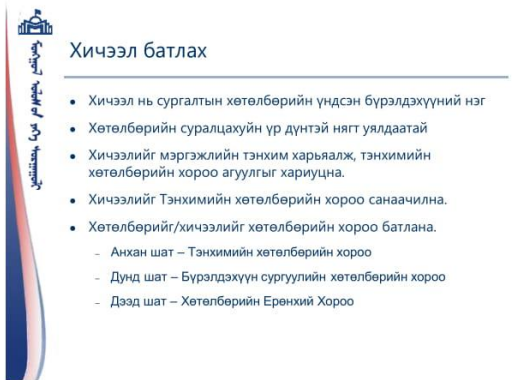 Хичээл батлах
• Хичээл нь сургалтын хөтөлбөрийн үндсэн бүрэлдэхүүний нэг
• Хөтөлбөрийн суралцахуйн үр дүнтэй нягт уялдаатай
• Хичээлийг мэргэжлийн тэнхим харьяалж, тэнхимийн
хөтөлбөрийн хороо агуулгыг хариуцна.
• Хичээлийг Тэнхимийн хөтөлбөрийн хороо санаачилна.
• Хөтөлбөрийг/хичээлийг хөтөлбөрийн хороо батлана.
– Анхан шат – Тэнхимийн хөтөлбөрийн хороо
– Дунд шат – Бүрэлдэхүүн сургуулийн хөтөлбөрийн хороо
– Дээд шат – Хөтөлбөрийн Ерөнхий Хороо